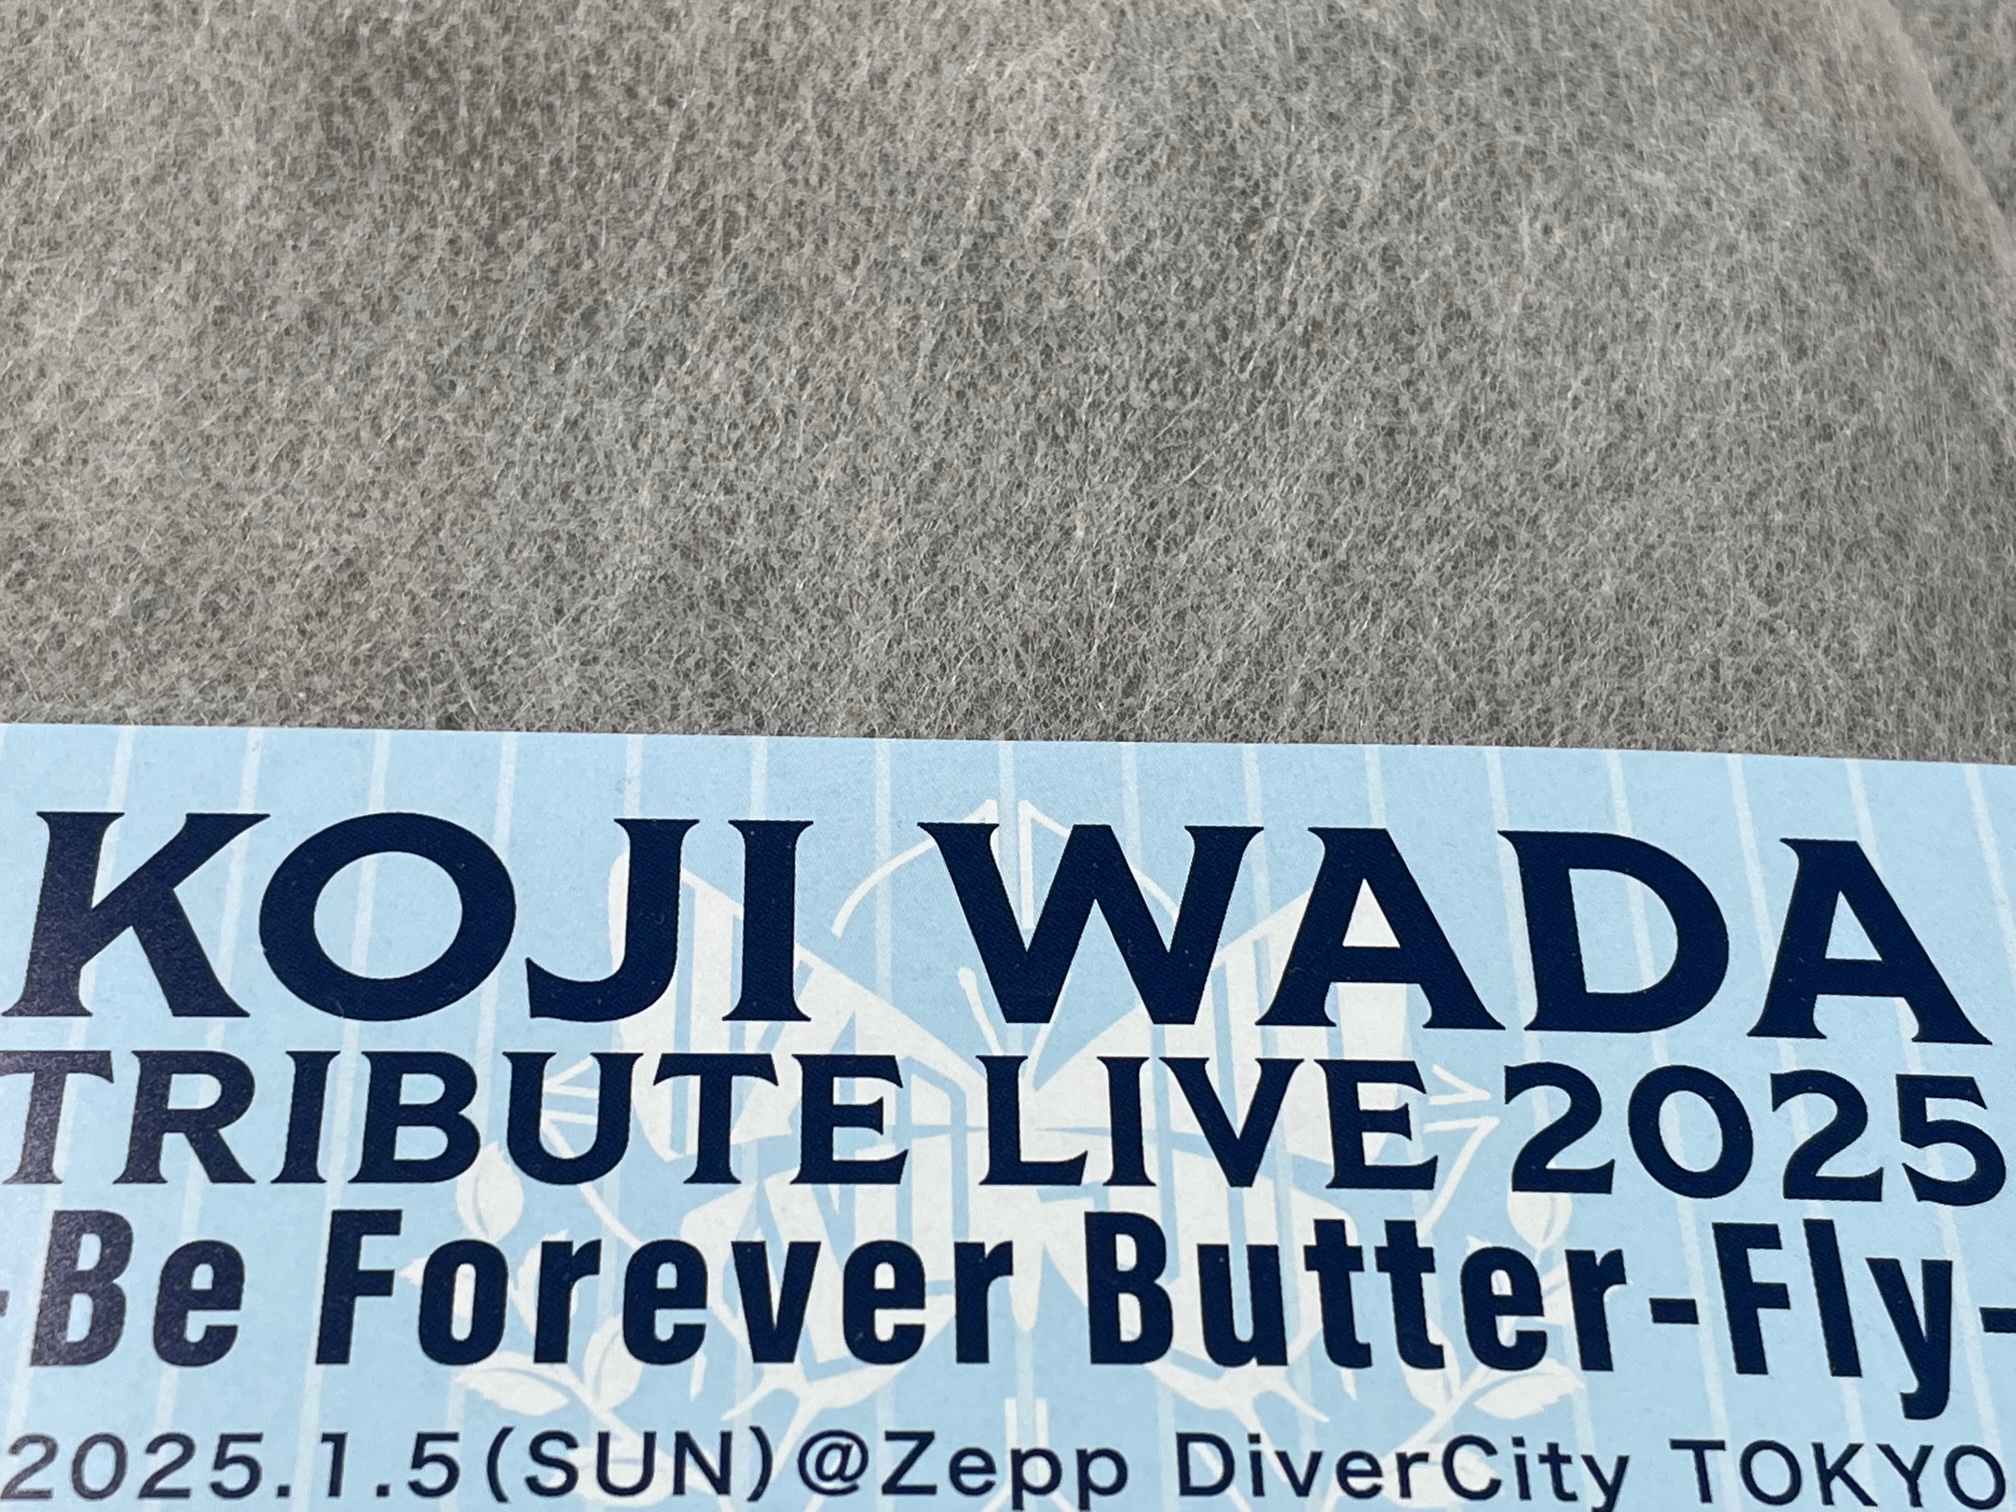 KOJI WADA
TRIBUTE LIVE 2025
-Be Forever Butter-Fly-
2025.1.5(SUN)@Zepp DiverCity TOKYO